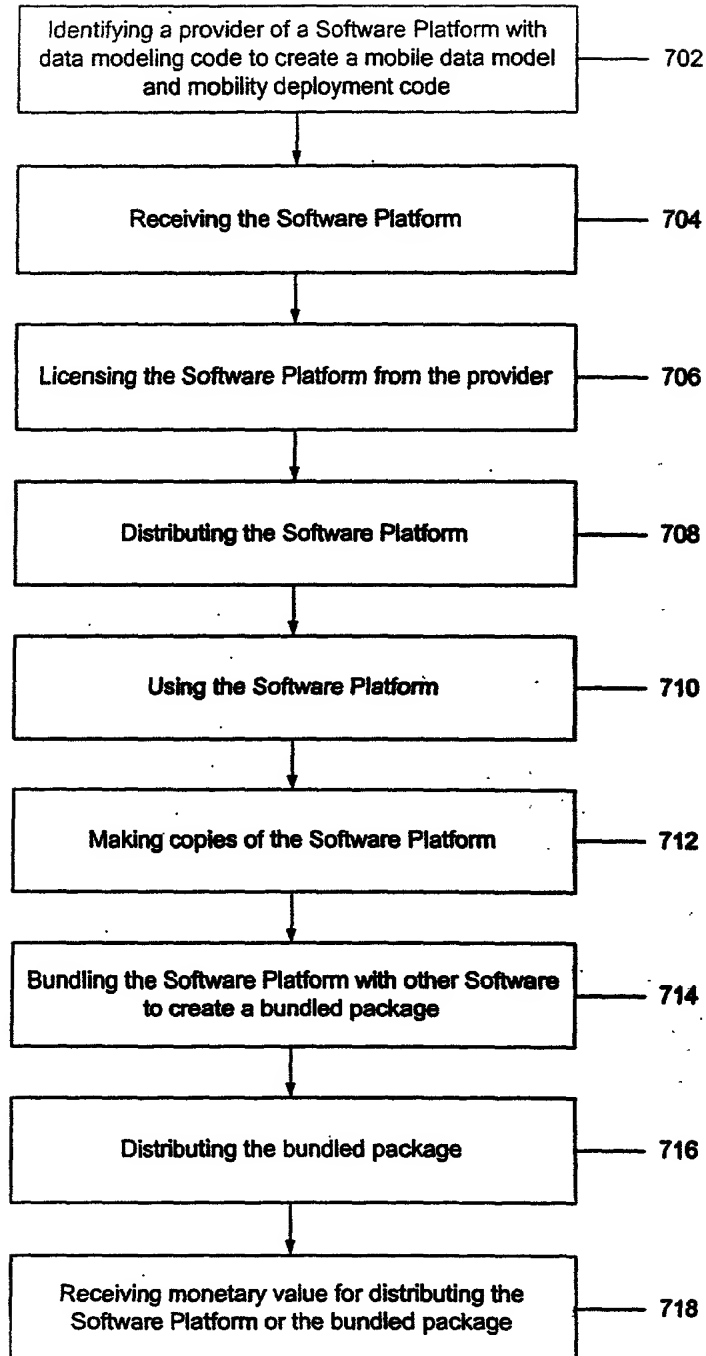 Identifying a provider of a Software Platform with
data modeling code to create a mobile data model
and mobility deployment code
702
Receiving the Software Platform
704
Licensing the Software Platform from the provider
706
Distributing the Software Platform
708
Using the Software Platform
710
Making copies of the Software Platform
712
Bundling the Software Platform with other Software
to create a bundled package
714
Distributing the bundled package
716
Receiving monetary value for distributing the
Software Platform or the bundled package
718